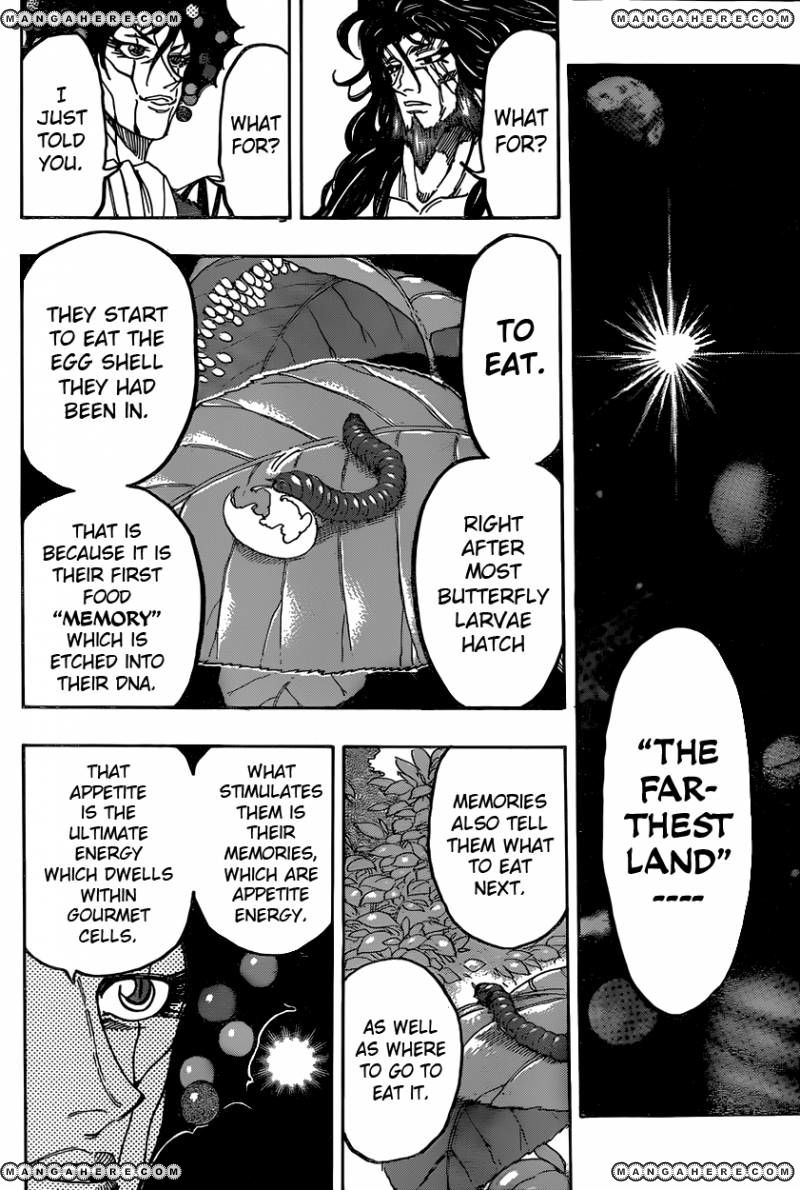 MANGAHERE.COM
MANGAHERE.COM
"THE
FAR-
THEST
LAND"
----
WHAT
FOR?
WHAT
FOR?
I
JUST
TOLD
YOU.
TO
EAT.
RIGHT
AFTER
MOST
BUTTERFLY
LARVAE
HATCH
THEY START
TO EAT THE
EGG SHELL
THEY HAD
BEEN IN.
THAT IS
BECAUSE IT IS
THEIR FIRST
FOOD
"MEMORY"
WHICH IS
ETCHED INTO
THEIR DNA.
MEMORIES
ALSO TELL
THEM WHAT
TO EAT
NEXT.
AS WELL
AS WHERE
TO GO TO
EAT IT.
WHAT
STIMULATES
THEM IS
THEIR
MEMORIES,
WHICH ARE
APPETITE
ENERGY.
THAT
APPETITE
IS THE
ULTIMATE
ENERGY
WHICH DWELLS
WITHIN
GOURMET
CELLS.
MANGAHERE.COM
MANGAHERE.COM